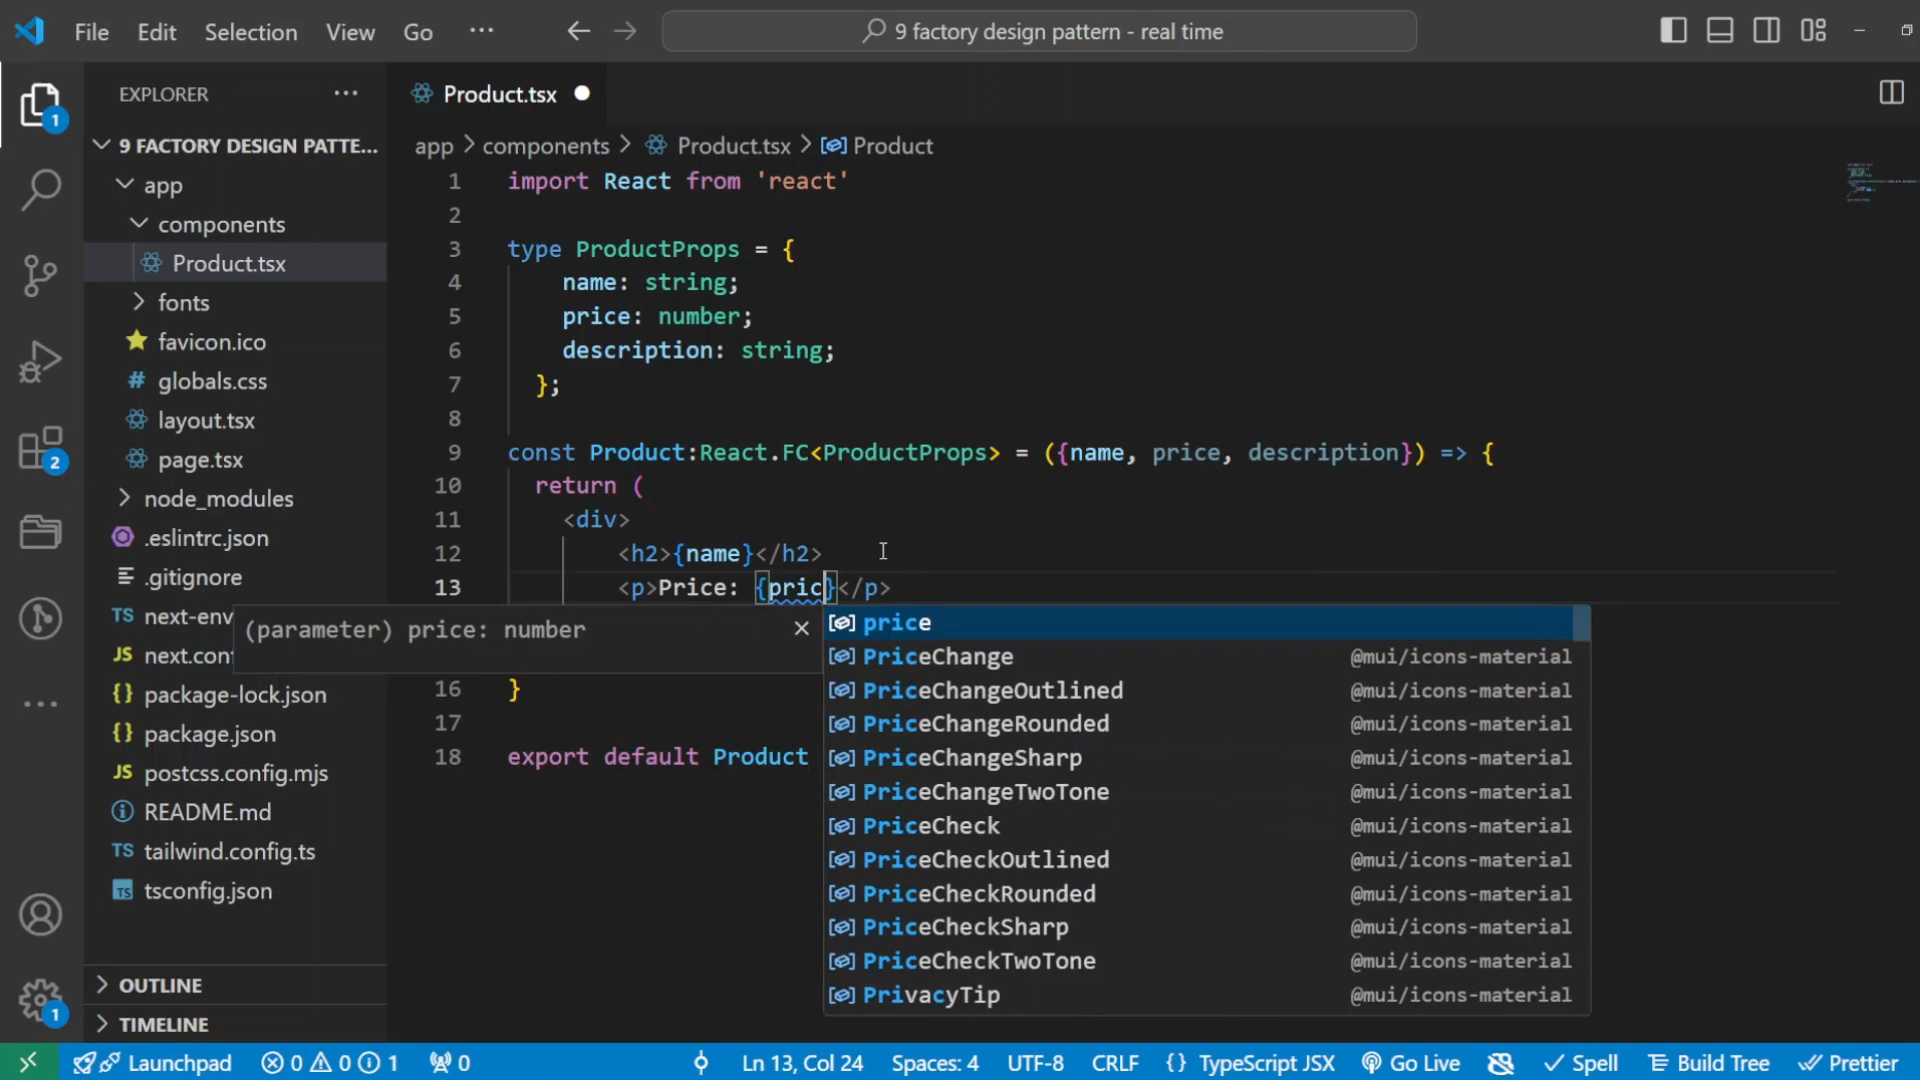 File Edit Selection View Go ··· 9 factory design pattern - real time
EXPLORER ···
Product.tsx
9 FACTORY DESIGN PATTE...
app
components
Product.tsx
fonts
favicon.ico
# globals.css
layout.tsx
page.tsx
node_modules
.eslintrc.json
.gitignore
TS next-env
JS next.con
{} package-lock.json
{} package.json
JS postcss.config.mjs
README.md
TS tailwind.config.ts
TS tsconfig.json
OUTLINE
TIMELINE
1
2
1
app > components > Product.tsx > Product
1 import React from 'react'
2
3 type ProductProps = {
4 name: string;
5 price: number;
6 description: string;
7 };
8
9 const Product:React.FC<ProductProps> = ({name, price, description}) => {
10 return (
11 <div>
12 <h2>{name}</h2>
13 <p>Price: {pric}</p>
(parameter) price: number
16 }
17
18 export default Product
price
PriceChange @mui/icons-material
PriceChangeOutlined @mui/icons-material
PriceChangeRounded @mui/icons-material
PriceChangeSharp @mui/icons-material
PriceChangeTwoTone @mui/icons-material
PriceCheck @mui/icons-material
PriceCheckOutlined @mui/icons-material
PriceCheckRounded @mui/icons-material
PriceCheckSharp @mui/icons-material
PriceCheckTwoTone @mui/icons-material
PrivacyTip @mui/icons-material
Launchpad 0 0 1 0 Ln 13, Col 24 Spaces: 4 UTF-8 CRLF {} TypeScript JSX Go Live Spell Build Tree Prettier